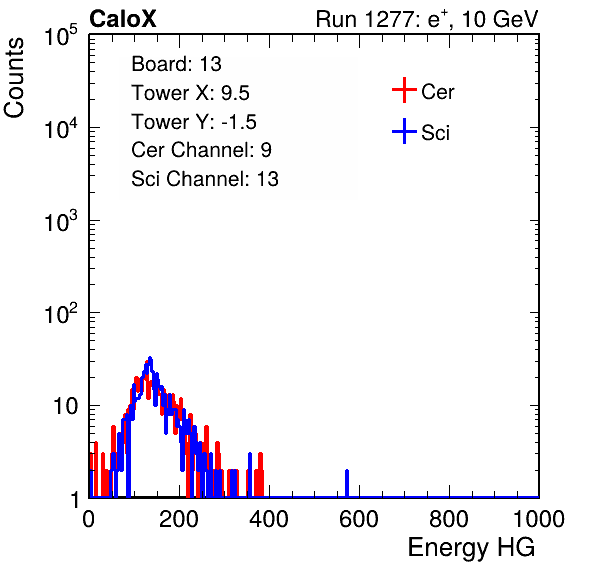 CaloX Run 1277: e⁺, 10 GeV
Counts
10⁵
10⁴
10³
10²
10
1
Board: 13
Tower X: 9.5
Tower Y: -1.5
Cer Channel: 9
Sci Channel: 13
Cer
Sci
0 200 400 600 800 1000
Energy HG